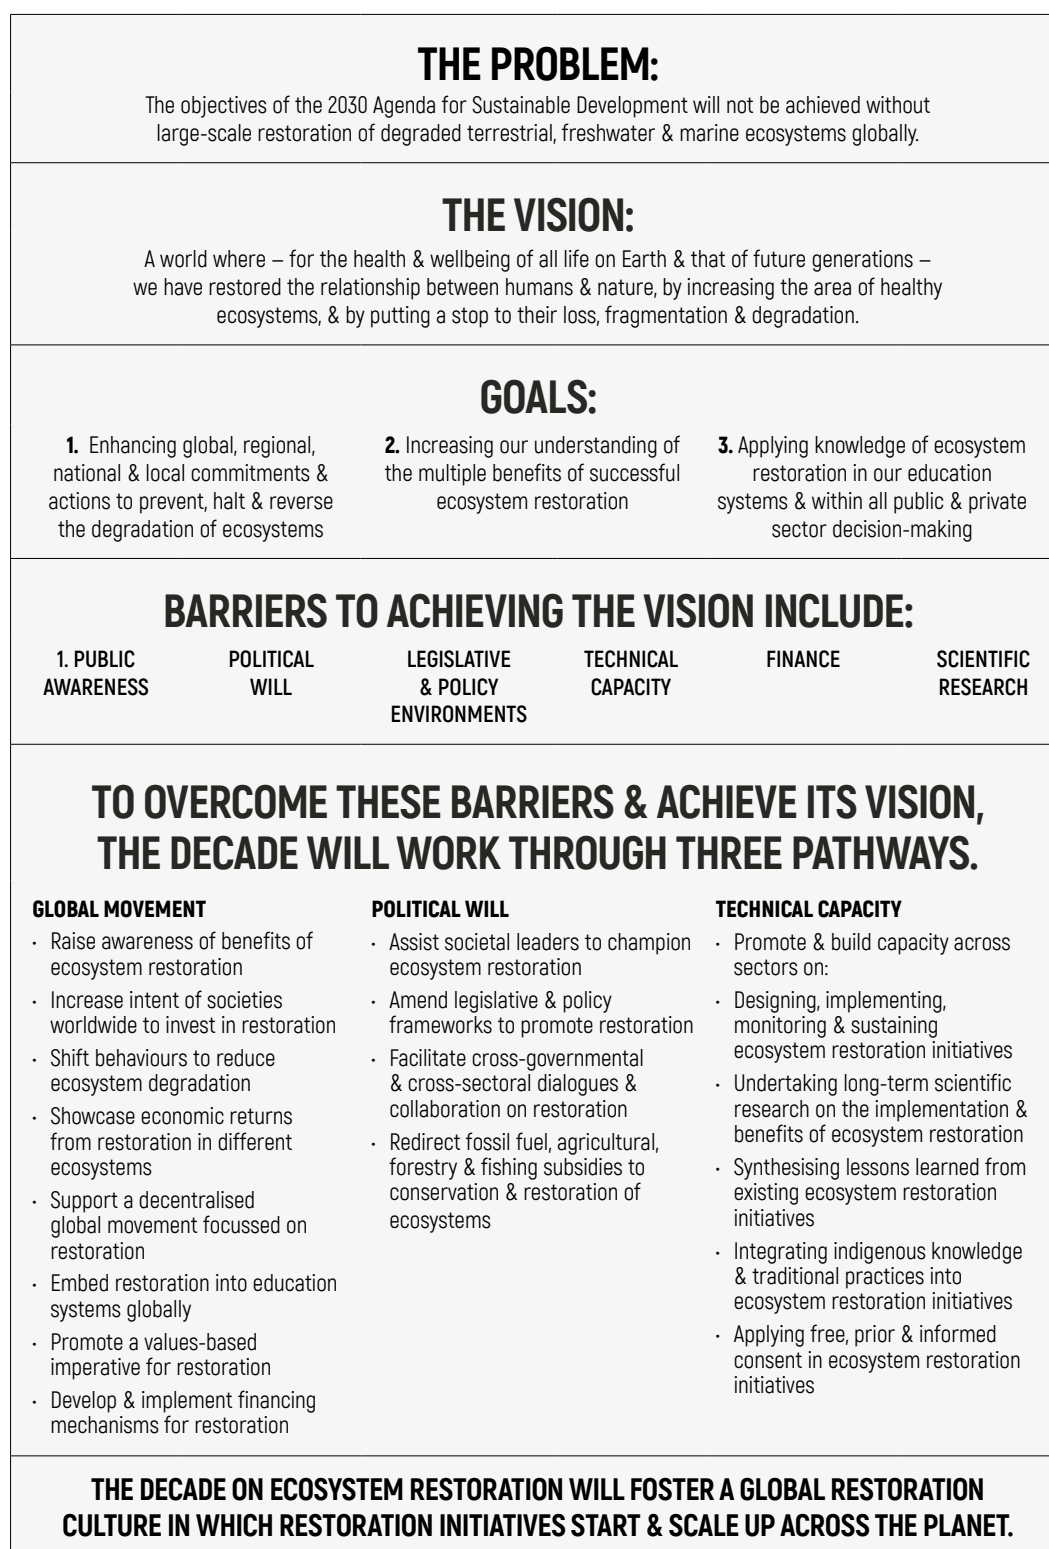 THE PROBLEM:
The objectives of the 2030 Agenda for Sustainable Development will not be achieved without
large-scale restoration of degraded terrestrial, freshwater & marine ecosystems globally.
THE VISION:
A world where – for the health & wellbeing of all life on Earth & that of future generations –
we have restored the relationship between humans & nature, by increasing the area of healthy
ecosystems, & by putting a stop to their loss, fragmentation & degradation.
GOALS:
1. Enhancing global, regional,
national & local commitments &
actions to prevent, halt & reverse
the degradation of ecosystems
2. Increasing our understanding of
the multiple benefits of successful
ecosystem restoration
3. Applying knowledge of ecosystem
restoration in our education
systems & within all public & private
sector decision-making
BARRIERS TO ACHIEVING THE VISION INCLUDE:
1. PUBLIC
AWARENESS
POLITICAL
WILL
LEGISLATIVE
& POLICY
ENVIRONMENTS
TECHNICAL
CAPACITY
FINANCE
SCIENTIFIC
RESEARCH
TO OVERCOME THESE BARRIERS & ACHIEVE ITS VISION,
THE DECADE WILL WORK THROUGH THREE PATHWAYS.
GLOBAL MOVEMENT
· Raise awareness of benefits of
ecosystem restoration
· Increase intent of societies
worldwide to invest in restoration
· Shift behaviours to reduce
ecosystem degradation
· Showcase economic returns
from restoration in different
ecosystems
· Support a decentralised
global movement focussed on
restoration
· Embed restoration into education
systems globally
· Promote a values-based
imperative for restoration
· Develop & implement financing
mechanisms for restoration
POLITICAL WILL
· Assist societal leaders to champion
ecosystem restoration
· Amend legislative & policy
frameworks to promote restoration
· Facilitate cross-governmental
& cross-sectoral dialogues &
collaboration on restoration
· Redirect fossil fuel, agricultural,
forestry & fishing subsidies to
conservation & restoration of
ecosystems
TECHNICAL CAPACITY
· Promote & build capacity across
sectors on:
· Designing, implementing,
monitoring & sustaining
ecosystem restoration initiatives
· Undertaking long-term scientific
research on the implementation &
benefits of ecosystem restoration
· Synthesising lessons learned from
existing ecosystem restoration
initiatives
· Integrating indigenous knowledge
& traditional practices into
ecosystem restoration initiatives
· Applying free, prior & informed
consent in ecosystem restoration
initiatives
THE DECADE ON ECOSYSTEM RESTORATION WILL FOSTER A GLOBAL RESTORATION
CULTURE IN WHICH RESTORATION INITIATIVES START & SCALE UP ACROSS THE PLANET.